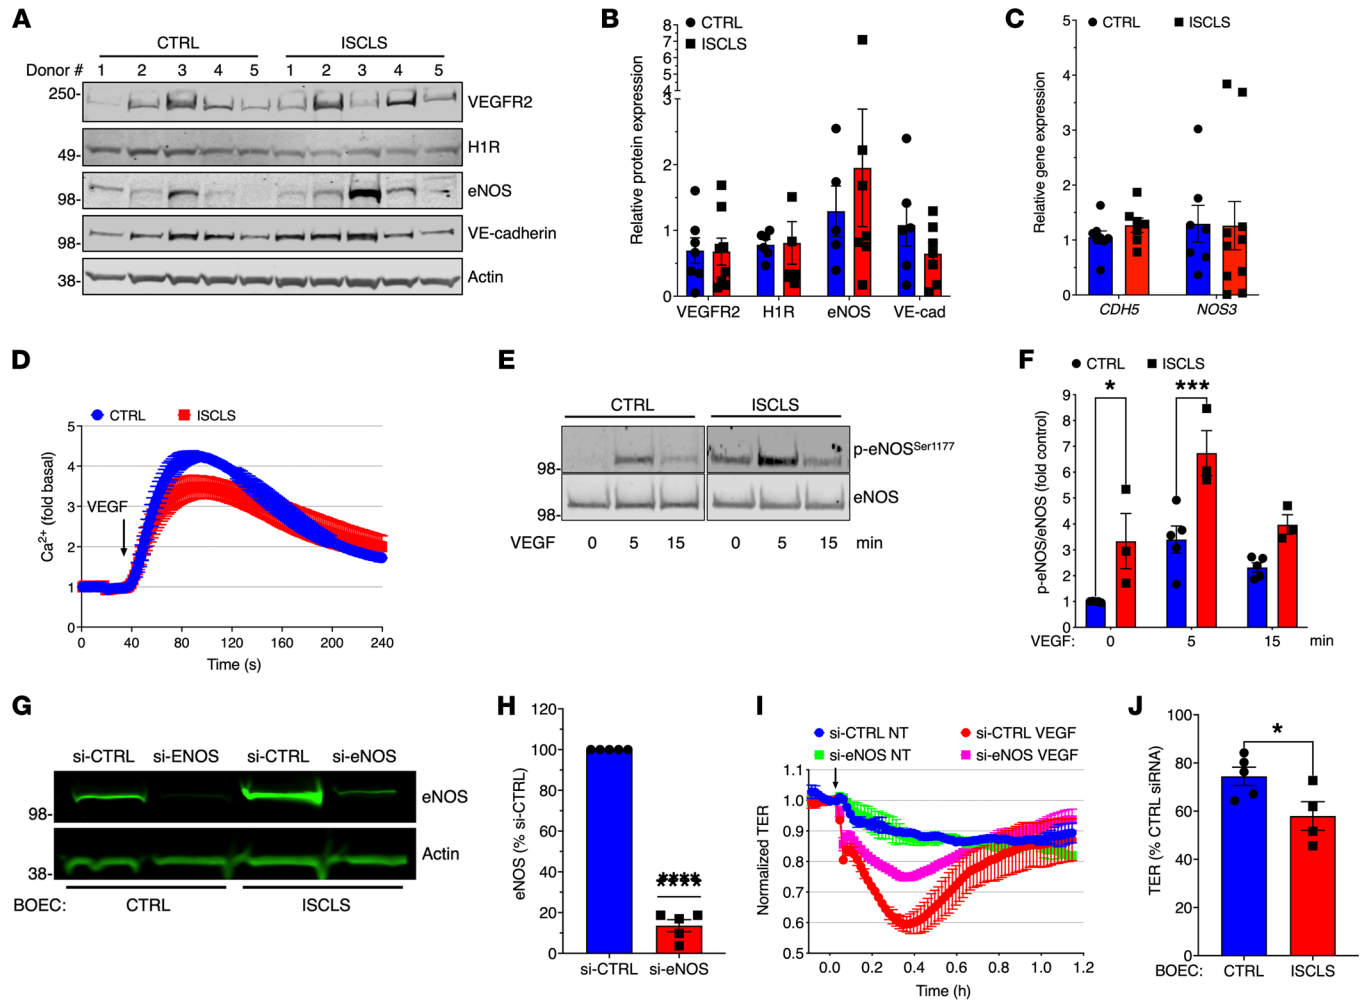 A
CTRL ISCLS
Donor # 1 2 3 4 5 1 2 3 4 5
250- VEGFR2
49- H1R
98- eNOS
98- VE-cadherin
38- Actin
B
CTRL
ISCLS
Relative protein expression
8
7
6
5
4
3
2
1
0
VEGFR2 H1R eNOS VE-cad
C
CTRL ISCLS
Relative gene expression
5
4
3
2
1
0
CDH5 NOS3
D
CTRL ISCLS
Ca2+ (fold basal)
5
4
3
2
1
0
VEGF
0 40 80 120 160 200 240
Time (s)
E
CTRL ISCLS
98- p-eNOSSer1177
98- eNOS
VEGF 0 5 15 0 5 15 min
F
CTRL ISCLS
p-eNOS/eNOS (fold control)
9
8
7
6
5
4
3
2
1
0
* ***
VEGF: 0 5 15 min
G
si-CTRL si-ENOS si-CTRL si-eNOS
98- eNOS
38- Actin
BOEC: CTRL ISCLS
H
eNOS (% si-CTRL)
120
100
80
60
40
20
0
si-CTRL si-eNOS
I
si-CTRL NT si-CTRL VEGF
si-eNOS NT si-eNOS VEGF
Normalized TER
1.1
1.0
0.9
0.8
0.7
0.6
0.5
0.0 0.2 0.4 0.6 0.8 1.0 1.2
Time (h)
J
TER (% CTRL siRNA)
100
80
60
40
20
0
*
BOEC: CTRL ISCLS